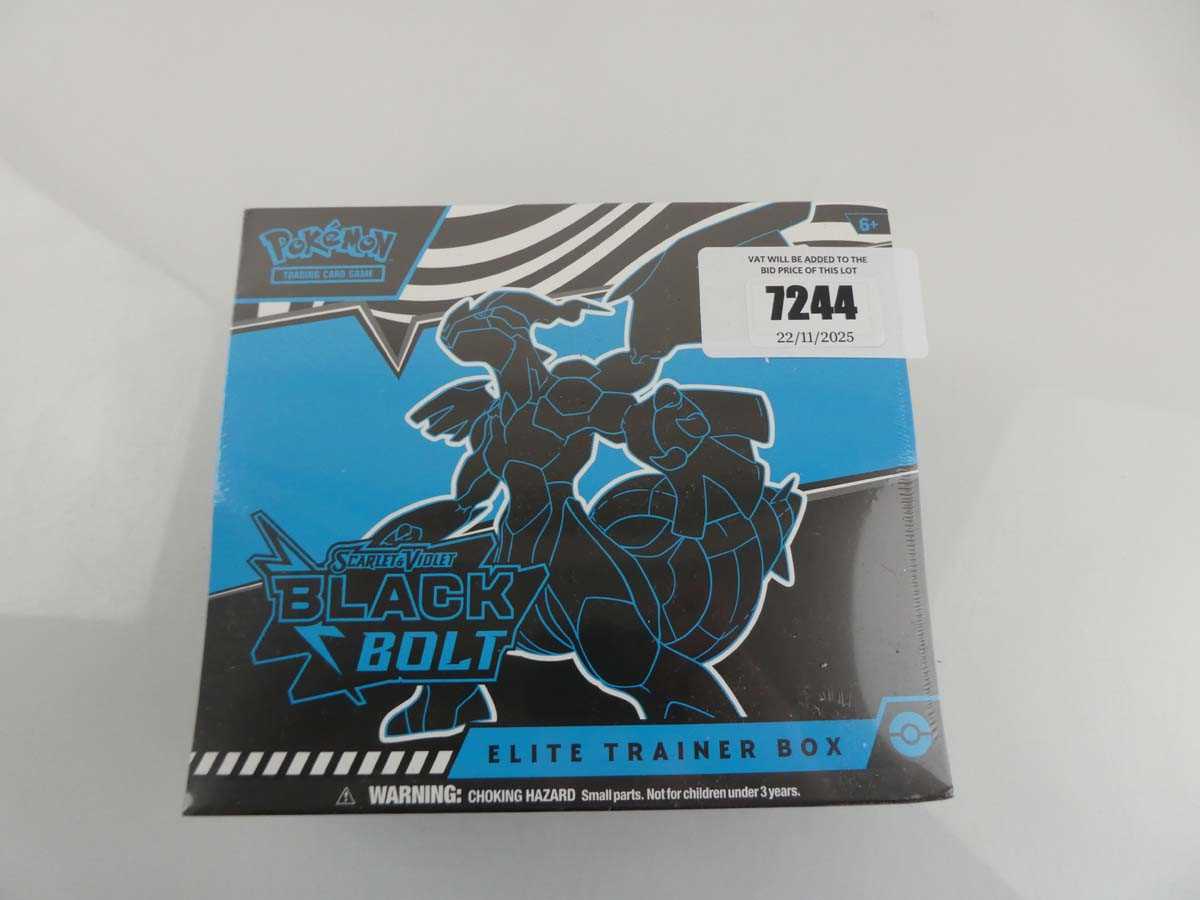 POKéMON
TRADING CARD GAME
6+
VAT WILL BE ADDED TO THE
BID PRICE OF THIS LOT
7244
22/11/2025
SCARLET & VIOLET
BLACK
BOLT
ELITE TRAINER BOX
WARNING: CHOKING HAZARD Small parts. Not for children under 3 years.